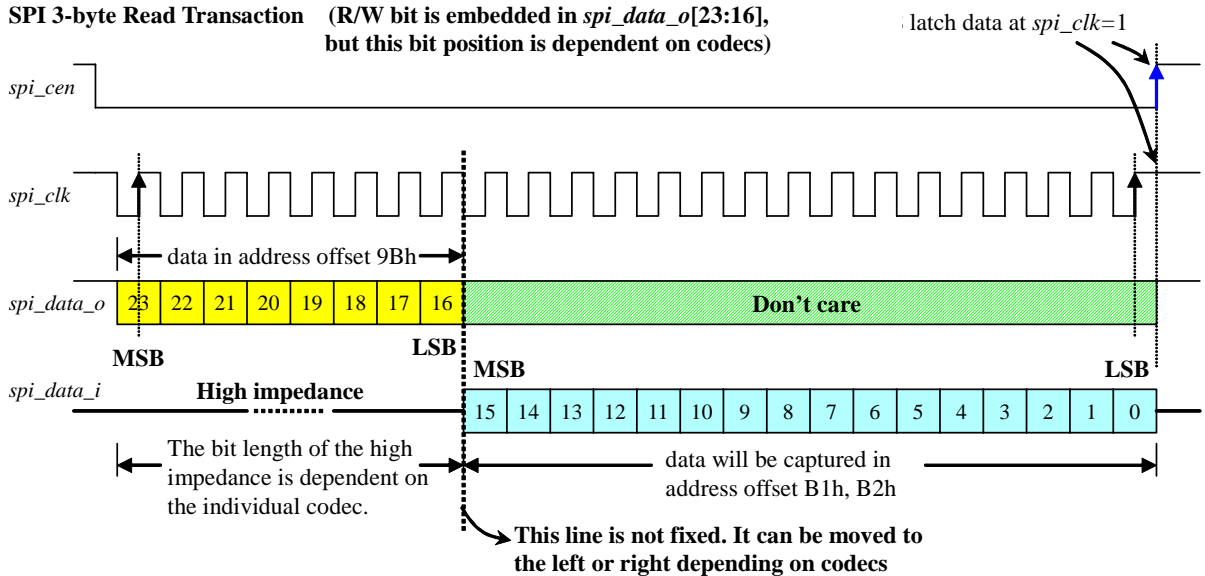 SPI 3-byte Read Transaction (R/W bit is embedded in spi_data_o[23:16],
but this bit position is dependent on codecs)
latch data at spi_clk=1
spi_cen
spi_clk
data in address offset 9Bh
spi_data_o 23 22 21 20 19 18 17 16 Don't care
MSB LSB MSB LSB
spi_data_i High impedance
15 14 13 12 11 10 9 8 7 6 5 4 3 2 1 0
The bit length of the high
impedance is dependent on
the individual codec.
data will be captured in
address offset B1h, B2h
This line is not fixed. It can be moved to
the left or right depending on codecs